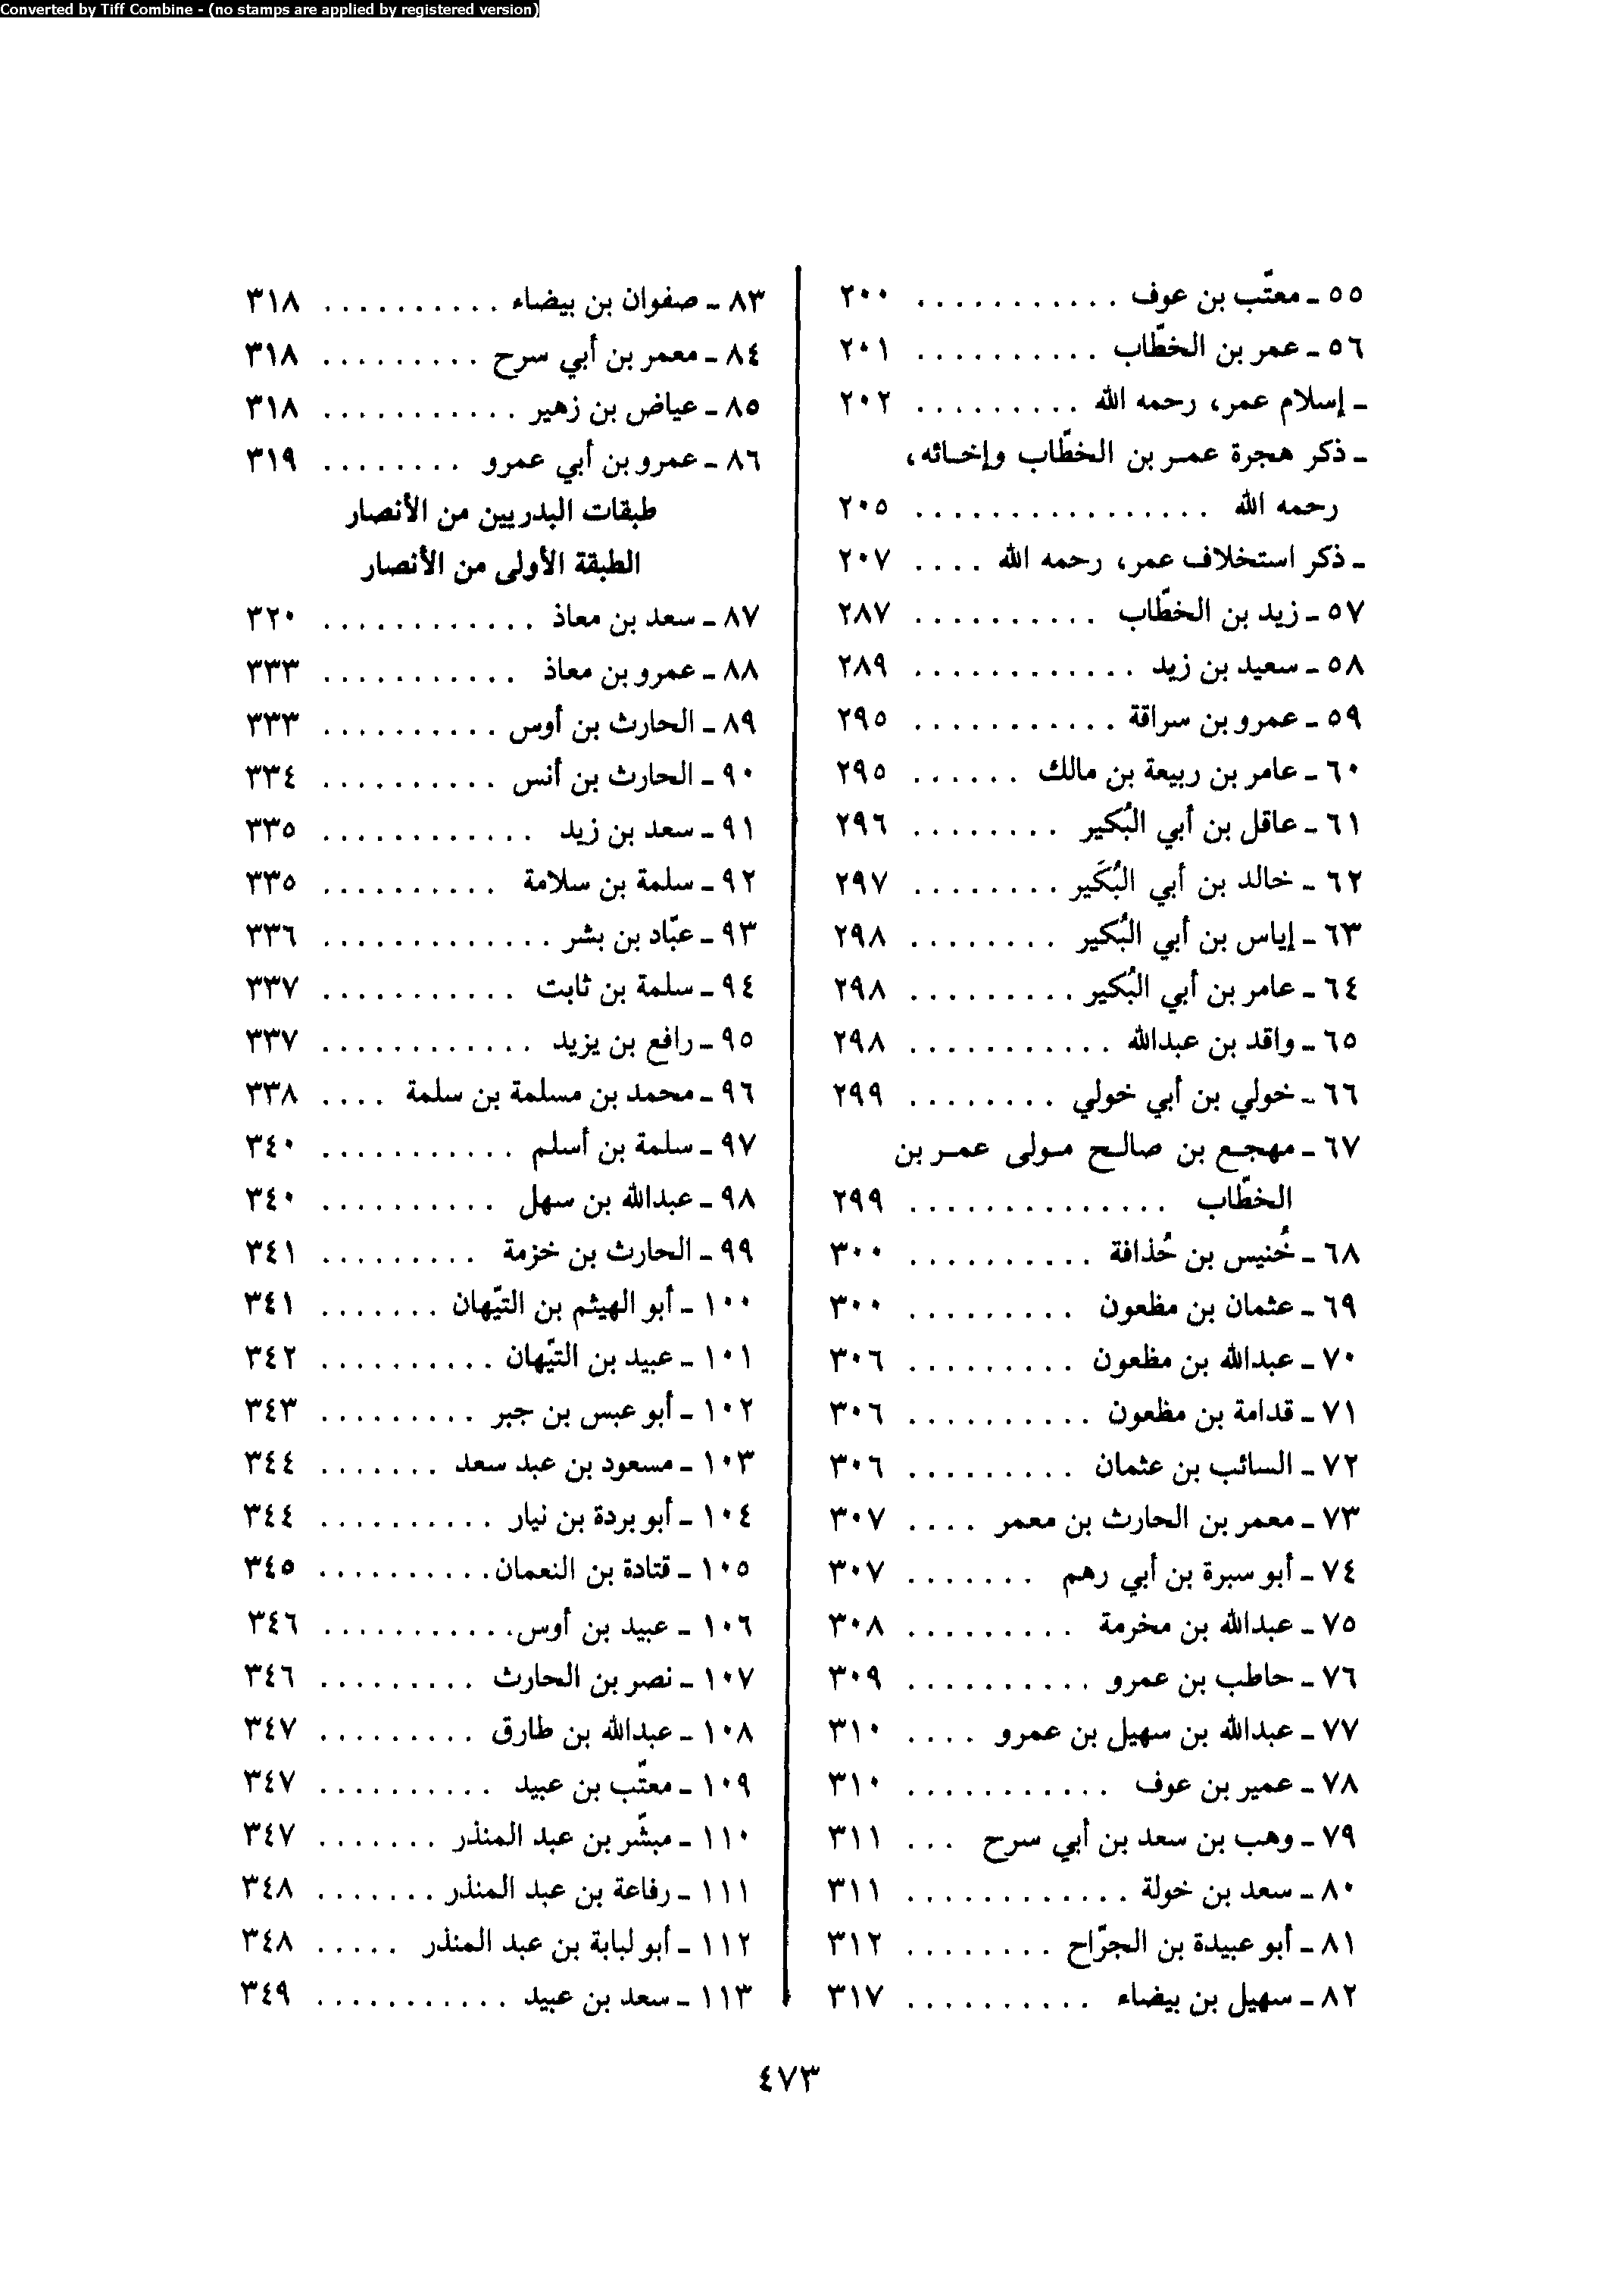 Converted by Tiff Combine - (no stamps are applied by registered version)
٥٥ ـ معتّب بن عوف . . . . . . . . . . . ٢٠٠
٥٦ ـ عمر بن الخطّاب . . . . . . . . . . ٢٠١
ـ إسلام عمر، رحمه الله . . . . . . . . . ٢٠٢
ـ ذكر هجرة عمر بن الخطّاب وإخائه،
رحمه الله . . . . . . . . . . . . . . . . ٢٠٥
ـ ذكر استخلاف عمر، رحمه الله . . . . ٢٠٧
٥٧ ـ زيد بن الخطّاب . . . . . . . . . . ٢٨٧
٥٨ ـ سعيد بن زيد . . . . . . . . . . . . ٢٨٩
٥٩ ـ عمرو بن سراقة . . . . . . . . . . . ٢٩٥
٦٠ ـ عامر بن ربيعة بن مالك . . . . . . ٢٩٥
٦١ ـ عاقل بن أبي البُكير . . . . . . . . ٢٩٦
٦٢ ـ خالد بن أبي البُكَير . . . . . . . . ٢٩٧
٦٣ ـ إياس بن أبي البُكير . . . . . . . . ٢٩٨
٦٤ ـ عامر بن أبي البُكير . . . . . . . . . ٢٩٨
٦٥ ـ واقد بن عبدالله . . . . . . . . . . . ٢٩٨
٦٦ ـ خولي بن أبي خولي . . . . . . . . ٢٩٩
٦٧ ـ مهجع بن صالح مولى عمر بن
الخطّاب . . . . . . . . . . . . . . ٢٩٩
٦٨ ـ خُنيس بن حُذافة . . . . . . . . . . ٣٠٠
٦٩ ـ عثمان بن مظعون . . . . . . . . . ٣٠٠
٧٠ ـ عبدالله بن مظعون . . . . . . . . . ٣٠٦
٧١ ـ قدامة بن مظعون . . . . . . . . . . ٣٠٦
٧٢ ـ السائب بن عثمان . . . . . . . . . ٣٠٦
٧٣ ـ معمر بن الحارث بن معمر . . . . ٣٠٧
٧٤ ـ أبو سبرة بن أبي رهم . . . . . . . ٣٠٧
٧٥ ـ عبدالله بن مخرمة . . . . . . . . . ٣٠٨
٧٦ ـ حاطب بن عمرو . . . . . . . . . . ٣٠٩
٧٧ ـ عبدالله بن سهيل بن عمرو . . . . ٣١٠
٧٨ ـ عمير بن عوف . . . . . . . . . . . ٣١٠
٧٩ ـ وهب بن سعد بن أبي سرح . . . ٣١١
٨٠ ـ سعد بن خولة . . . . . . . . . . . . ٣١١
٨١ ـ أبو عبيدة بن الجرّاح . . . . . . . . ٣١٢
٨٢ ـ سهيل بن بيضاء . . . . . . . . . . ٣١٧
٨٣ ـ صفوان بن بيضاء . . . . . . . . . . ٣١٨
٨٤ ـ معمر بن أبي سرح . . . . . . . . . ٣١٨
٨٥ ـ عياض بن زهير . . . . . . . . . . . ٣١٨
٨٦ ـ عمرو بن أبي عمرو . . . . . . . . ٣١٩
طبقات البدريين من الأنصار
الطبقة الأولى من الأنصار
٨٧ ـ سعد بن معاذ . . . . . . . . . . . . ٣٢٠
٨٨ ـ عمرو بن معاذ . . . . . . . . . . . ٣٣٣
٨٩ ـ الحارث بن أوس . . . . . . . . . . ٣٣٣
٩٠ ـ الحارث بن أنس . . . . . . . . . . ٣٣٤
٩١ ـ سعد بن زيد . . . . . . . . . . . . ٣٣٥
٩٢ ـ سلمة بن سلامة . . . . . . . . . . ٣٣٥
٩٣ ـ عبّاد بن بشر . . . . . . . . . . . . . ٣٣٦
٩٤ ـ سلمة بن ثابت . . . . . . . . . . . ٣٣٧
٩٥ ـ رافع بن يزيد . . . . . . . . . . . . ٣٣٧
٩٦ ـ محمد بن مسلمة بن سلمة . . . . ٣٣٨
٩٧ ـ سلمة بن أسلم . . . . . . . . . . . ٣٤٠
٩٨ ـ عبدالله بن سهل . . . . . . . . . . ٣٤٠
٩٩ ـ الحارث بن خزمة . . . . . . . . . ٣٤١
١٠٠ ـ أبو الهيثم بن التيّهان . . . . . . . ٣٤١
١٠١ ـ عبيد بن التيّهان . . . . . . . . . . ٣٤٢
١٠٢ ـ أبو عبس بن جبر . . . . . . . . . ٣٤٣
١٠٣ ـ مسعود بن عبد سعد . . . . . . . ٣٤٤
١٠٤ ـ أبو بردة بن نيار . . . . . . . . . . ٣٤٤
١٠٥ ـ قتادة بن النعمان . . . . . . . . . . ٣٤٥
١٠٦ ـ عبيد بن أوس . . . . . . . . . . . ٣٤٦
١٠٧ ـ نصر بن الحارث . . . . . . . . . ٣٤٦
١٠٨ ـ عبدالله بن طارق . . . . . . . . . ٣٤٧
١٠٩ ـ معتّب بن عبيد . . . . . . . . . . ٣٤٧
١١٠ ـ مبشّر بن عبد المنذر . . . . . . . ٣٤٧
١١١ ـ رفاعة بن عبد المنذر . . . . . . . ٣٤٨
١١٢ ـ أبو لبابة بن عبد المنذر . . . . . ٣٤٨
١١٣ ـ سعد بن عبيد . . . . . . . . . . . ٣٤٩
٤٧٣